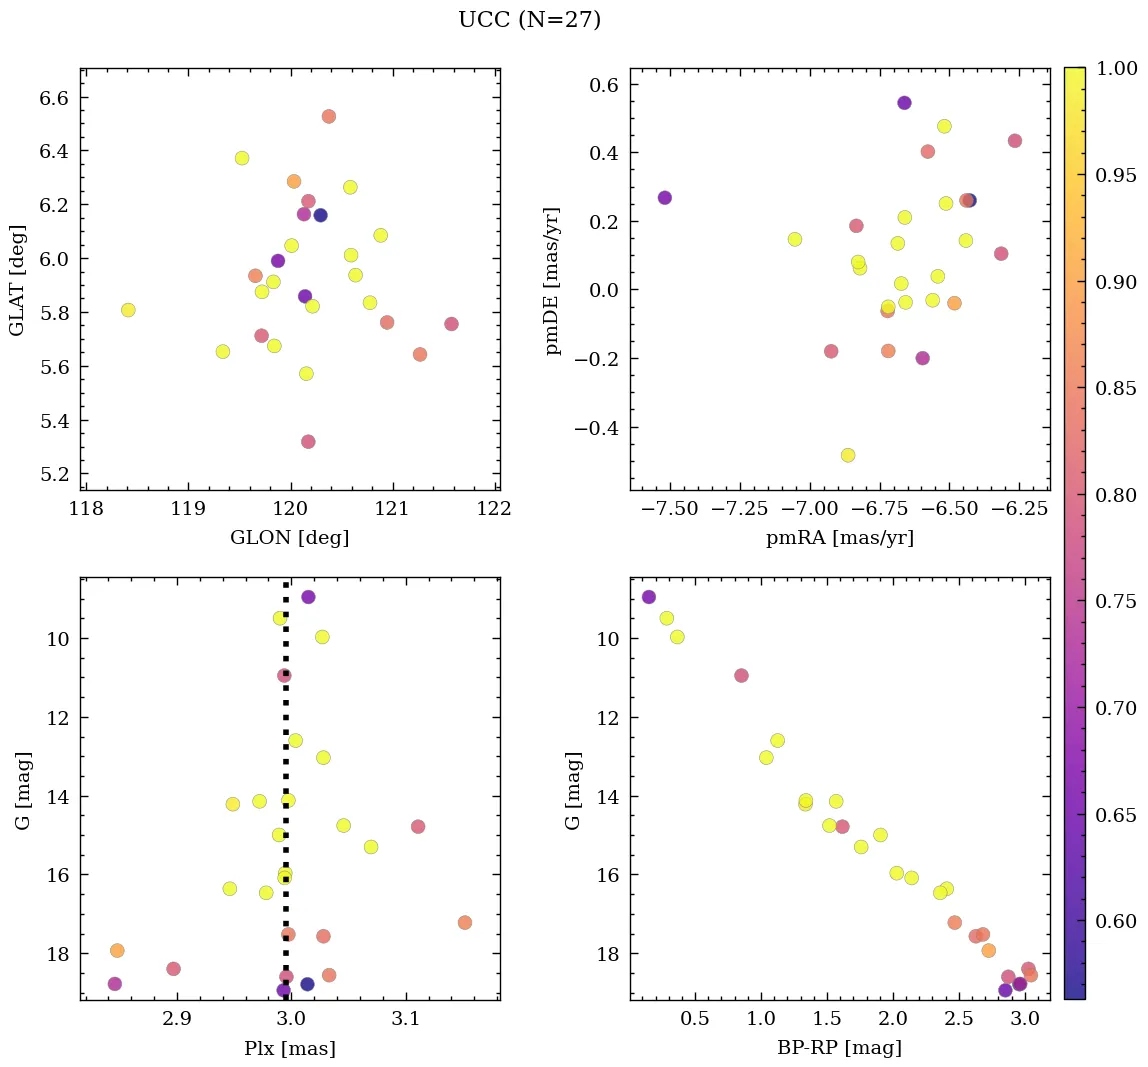 UCC (N=27)
6.6
6.4
6.2
6.0
5.8
5.6
5.4
5.2
GLAT [deg]
118 119 120 121 122
GLON [deg]
0.6
0.4
0.2
0.0
−0.2
−0.4
pmDE [mas/yr]
−7.50 −7.25 −7.00 −6.75 −6.50 −6.25
pmRA [mas/yr]
10
12
14
16
18
G [mag]
2.9 3.0 3.1
Plx [mas]
10
12
14
16
18
G [mag]
0.5 1.0 1.5 2.0 2.5 3.0
BP-RP [mag]
1.00
0.95
0.90
0.85
0.80
0.75
0.70
0.65
0.60